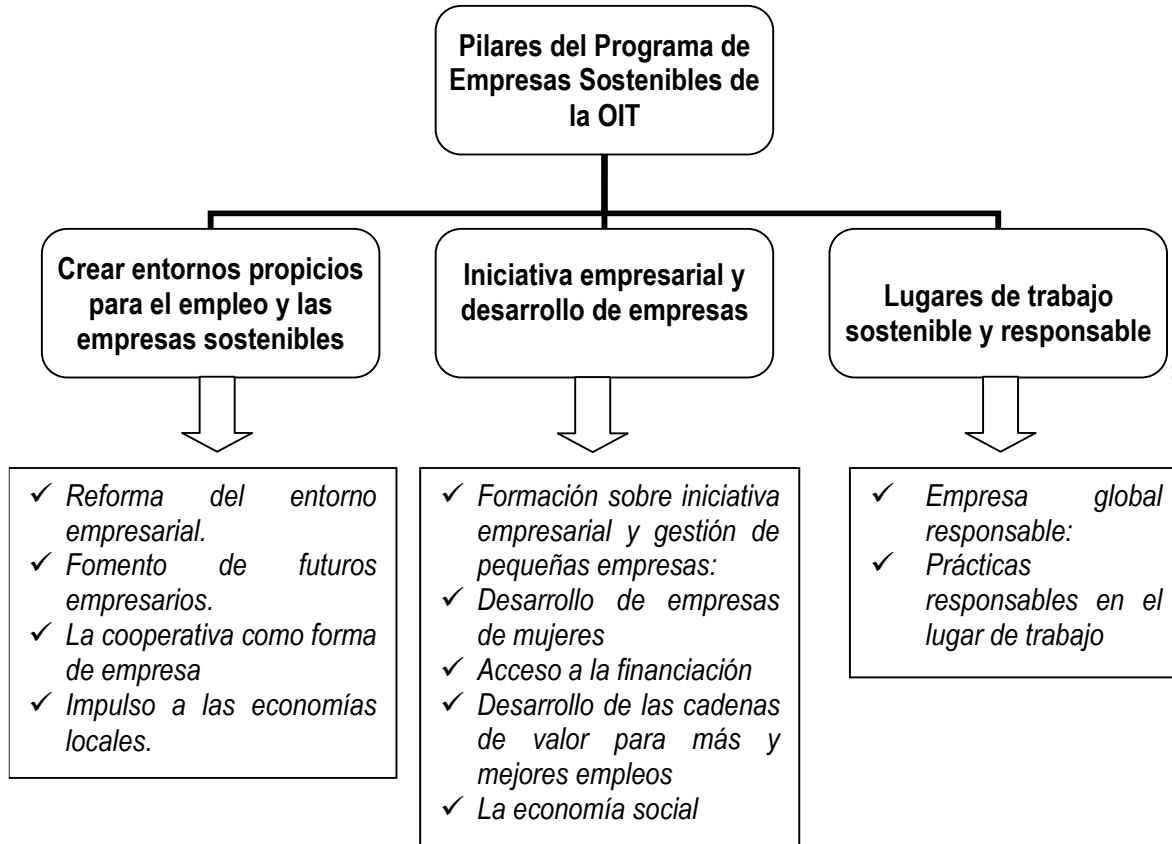 Pilares del Programa de
Empresas Sostenibles de
la OIT
Crear entornos propicios
para el empleo y las
empresas sostenibles
Iniciativa empresarial y
desarrollo de empresas
Lugares de trabajo
sostenible y responsable
✓ Reforma del entorno
empresarial.
✓ Fomento de futuros
empresarios.
✓ La cooperativa como forma
de empresa
✓ Impulso a las economías
locales.
✓ Formación sobre iniciativa
empresarial y gestión de
pequeñas empresas:
✓ Desarrollo de empresas
de mujeres
✓ Acceso a la financiación
✓ Desarrollo de las cadenas
de valor para más y
mejores empleos
✓ La economía social
✓ Empresa global
responsable:
✓ Prácticas
responsables en el
lugar de trabajo